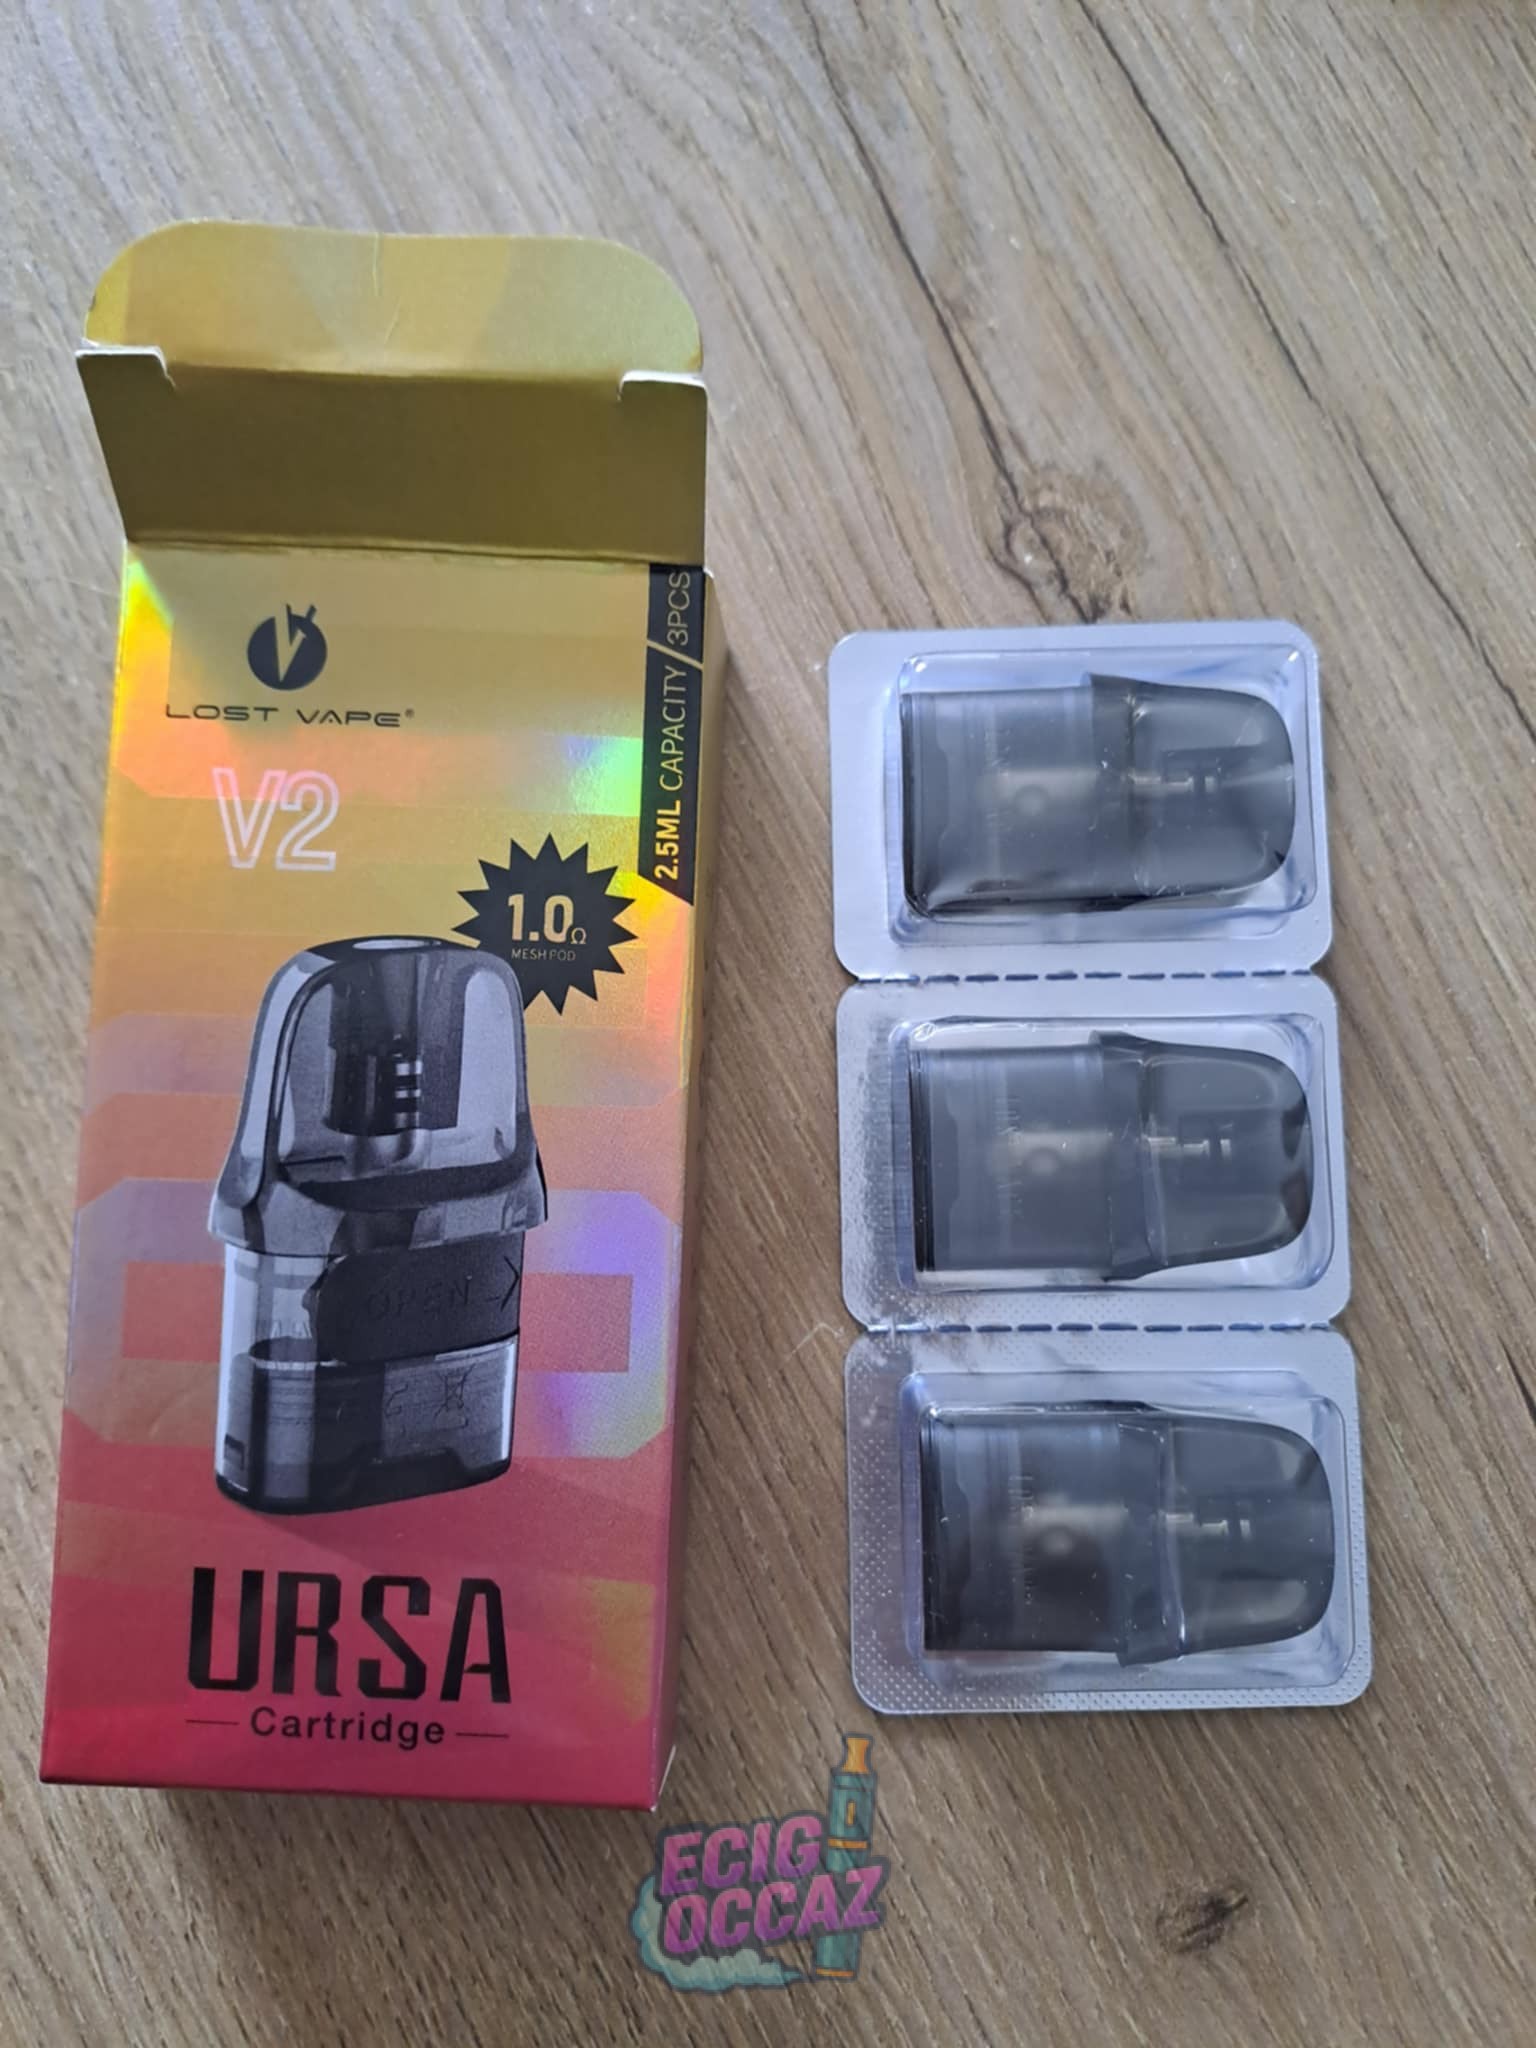 LOST VAPE®
V2
2.5ML CAPACITY/3PCS
1.0Ω
MESH POD
OPEN
URSA
Cartridge
ECIG
OCCAZ